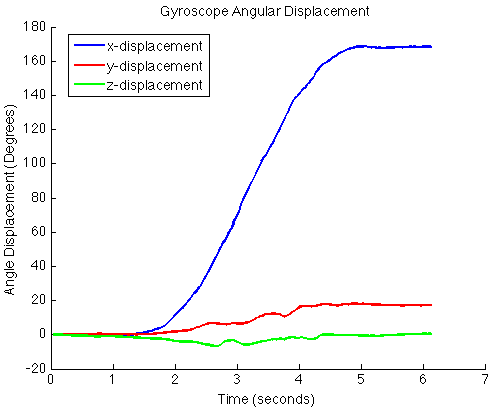 Gyroscope Angular Displacement
x-displacement
y-displacement
z-displacement
Angle Displacement (Degrees)
180
160
140
120
100
80
60
40
20
0
-20
0 1 2 3 4 5 6 7
Time (seconds)